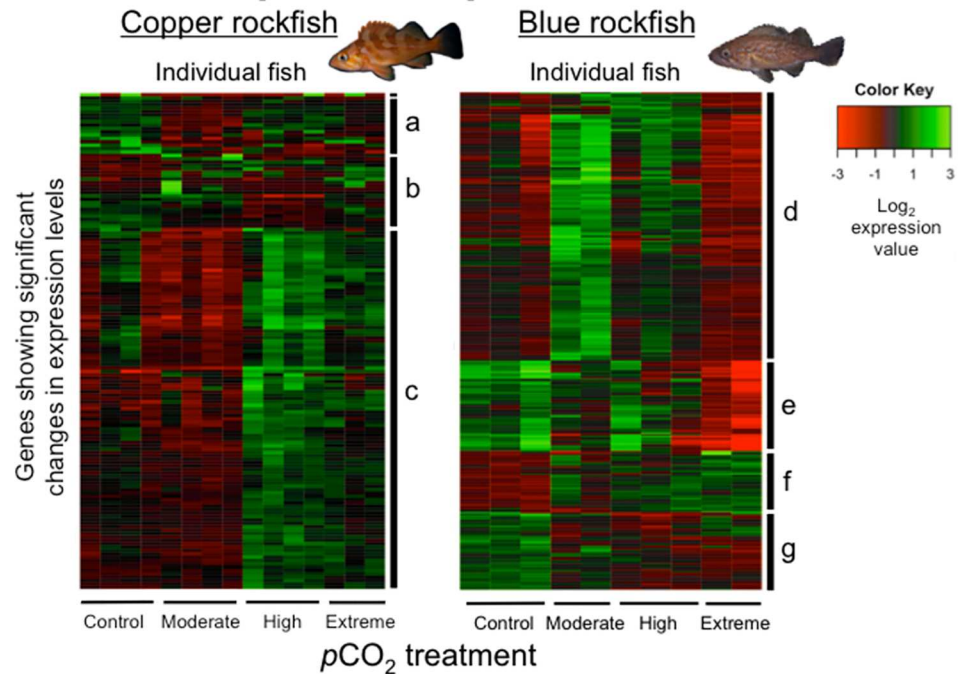 Copper rockfish
Blue rockfish
Individual fish
Individual fish
Color Key
-3 -1 1 3
Log2
expression
value
Genes showing significant
changes in expression levels
a
b
c
d
e
f
g
Control Moderate High Extreme
Control Moderate High Extreme
pCO2 treatment